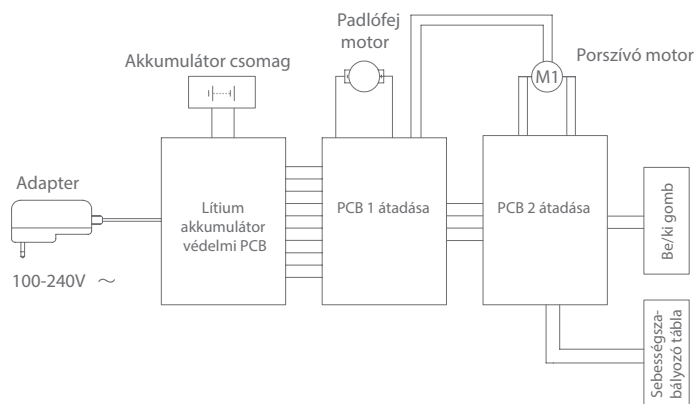 Padlófej
motor
Akkumulátor csomag
Porszívó motor
M1
Adapter
100-240V ~
Lítium
akkumulátor
védelmi PCB
PCB 1 átadása
PCB 2 átadása
Be/ki gomb
Sebességsza-
bályozó tábla